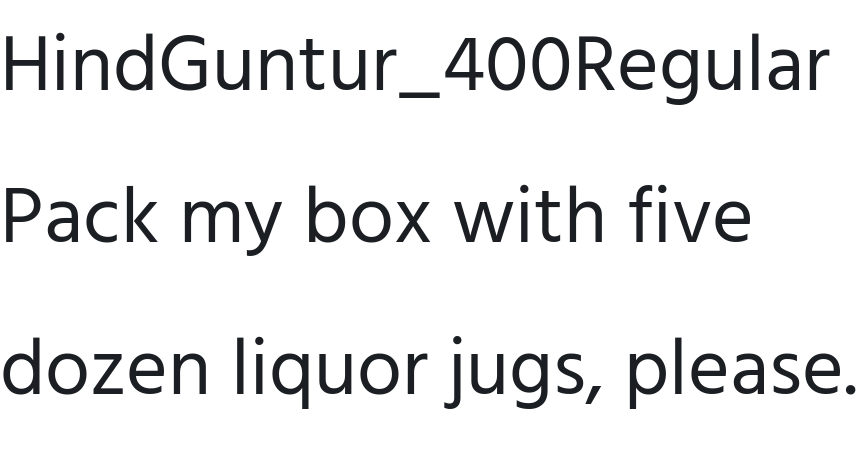 HindGuntur_400Regular
Pack my box with five
dozen liquor jugs, please.